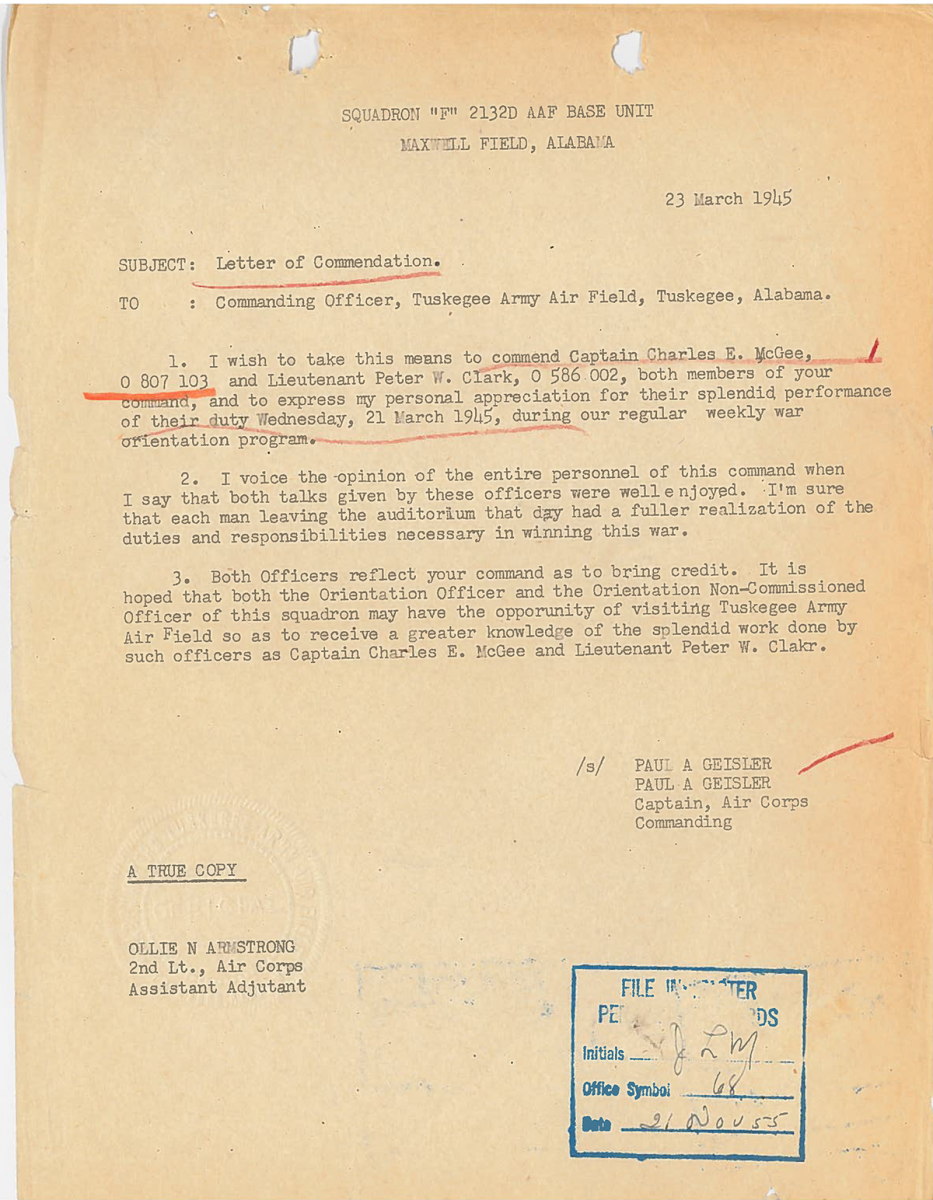 SQUADRON "F" 2132D AAF BASE UNIT
MAXWELL FIELD, ALABAMA
23 March 1945
SUBJECT: Letter of Commendation.
TO : Commanding Officer, Tuskegee Army Air Field, Tuskegee, Alabama.
1. I wish to take this means to commend Captain Charles E. McGee,
O 807 103 and Lieutenant Peter W. Clark, O 586 002, both members of your
command, and to express my personal appreciation for their splendid performance
of their duty Wednesday, 21 March 1945, during our regular weekly war
orientation program.
2. I voice the opinion of the entire personnel of this command when
I say that both talks given by these officers were well enjoyed. I'm sure
that each man leaving the auditorium that day had a fuller realization of the
duties and responsibilities necessary in winning this war.
3. Both Officers reflect your command as to bring credit. It is
hoped that both the Orientation Officer and the Orientation Non-Commissioned
Officer of this squadron may have the opporunity of visiting Tuskegee Army
Air Field so as to receive a greater knowledge of the splendid work done by
such officers as Captain Charles E. McGee and Lieutenant Peter W. Clakr.
/s/ PAUL A GEISLER
PAUL A GEISLER
Captain, Air Corps
Commanding
A TRUE COPY
OLLIE N ARMSTRONG
2nd Lt., Air Corps
Assistant Adjutant
FILE IN
Initials JLM
Office Symbol 68
Date 21 Nov 55